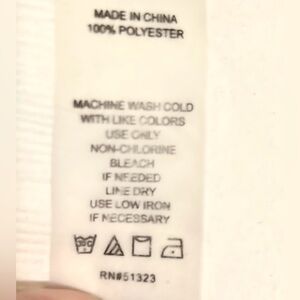 MADE IN CHINA
100% POLYESTER
MACHINE WASH COLD
WITH LIKE COLORS
USE ONLY
NON-CHLORINE
BLEACH
IF NEEDED
LINE DRY
USE LOW IRON
IF NECESSARY
RN#51323